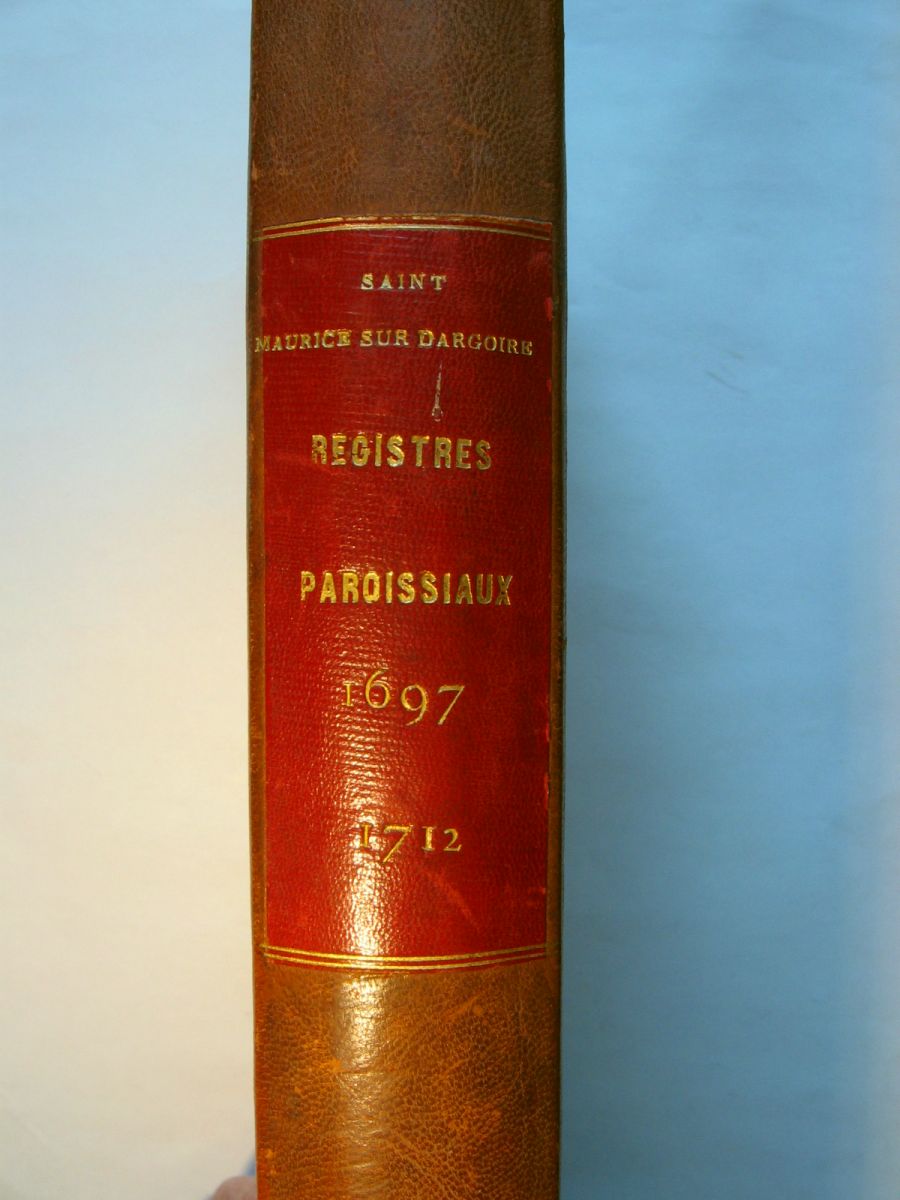 SAINT
MAURICE SUR DARGOIRE
REGISTRES
PAROISSIAUX
1697
1712